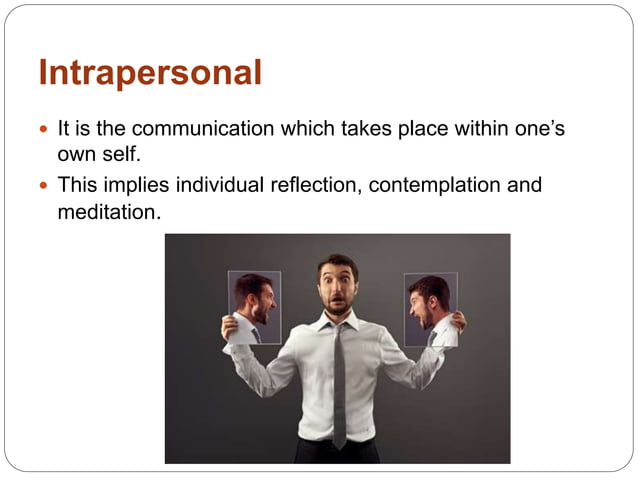 Intrapersonal
• It is the communication which takes place within one’s
own self.
• This implies individual reflection, contemplation and
meditation.